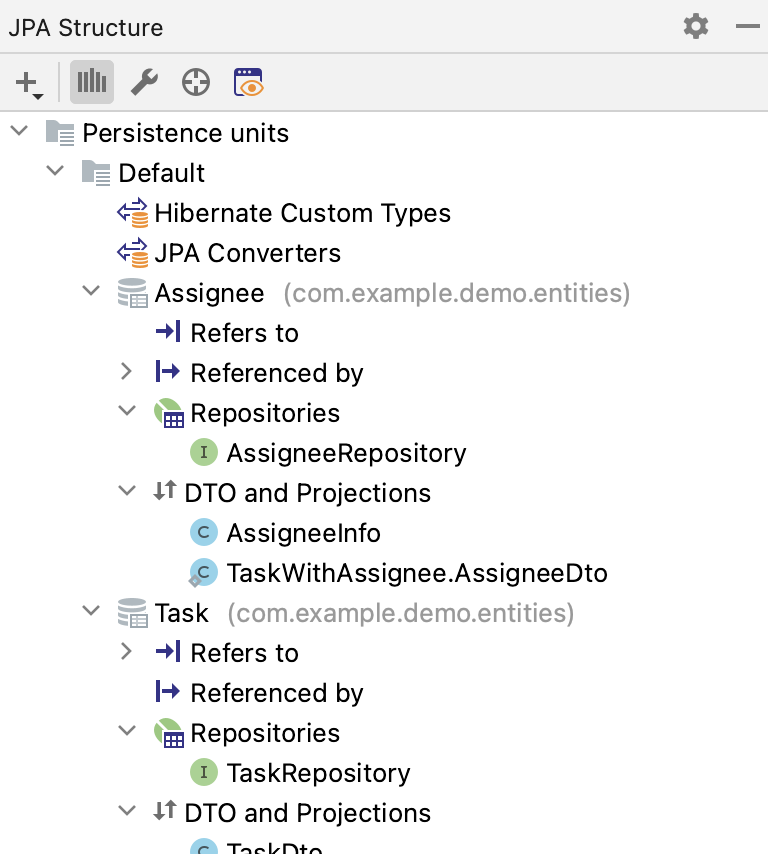 JPA Structure
Persistence units
Default
Hibernate Custom Types
JPA Converters
Assignee (com.example.demo.entities)
Refers to
Referenced by
Repositories
I AssigneeRepository
DTO and Projections
C AssigneeInfo
C TaskWithAssignee.AssigneeDto
Task (com.example.demo.entities)
Refers to
Referenced by
Repositories
I TaskRepository
DTO and Projections
C TaskDto